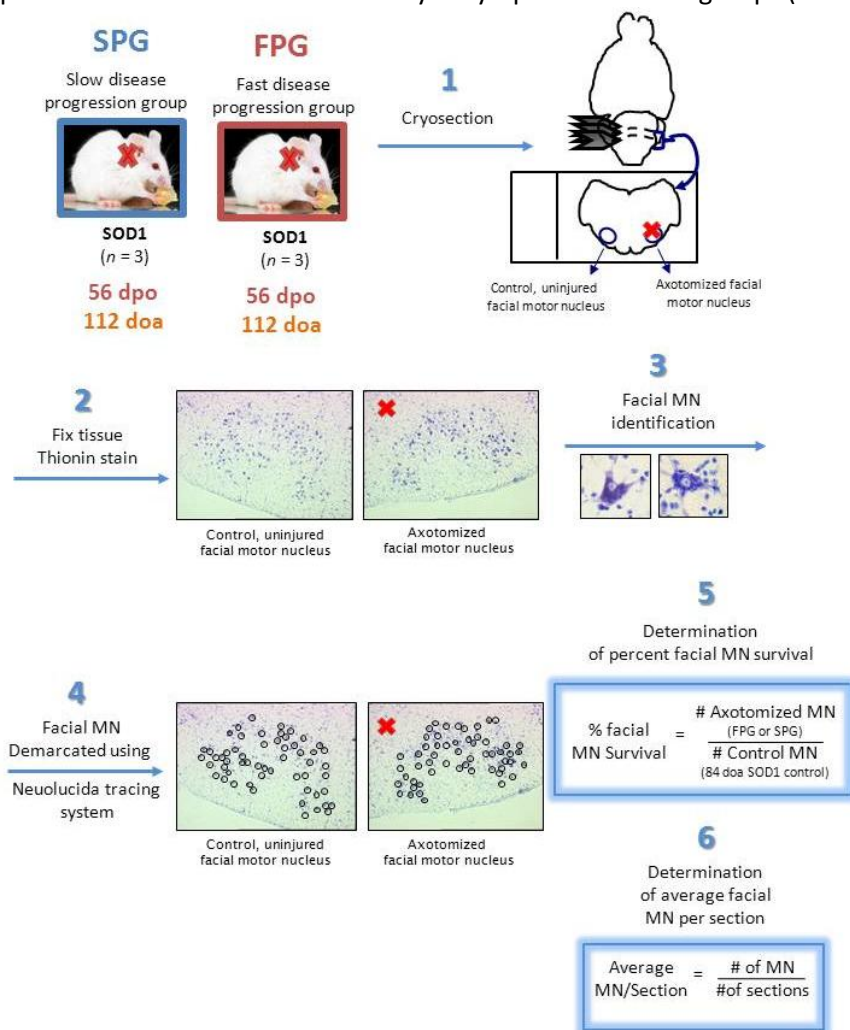 SPG
Slow disease
progression group
SOD1
(n = 3)
56 dpo
112 doa
FPG
Fast disease
progression group
SOD1
(n = 3)
56 dpo
112 doa
1
Cryosection
Control, uninjured
facial motor nucleus
Axotomized facial
motor nucleus
2
Fix tissue
Thionin stain
Control, uninjured
facial motor nucleus
Axotomized
facial motor nucleus
3
Facial MN
identification
4
Facial MN
Demarcated using
Neuolucida tracing
system
Control, uninjured
facial motor nucleus
Axotomized
facial motor nucleus
5
Determination
of percent facial MN survival
% facial
MN Survival
=
# Axotomized MN
(FPG or SPG)
# Control MN
(84 doa SOD1 control)
6
Determination
of average facial
MN per section
Average
MN/Section
=
# of MN
#of sections